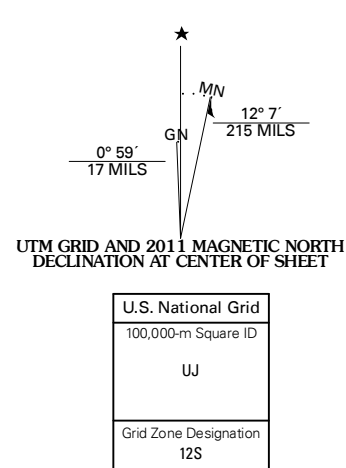 ★
MN
12° 7´
215 MILS
GN
0° 59´
17 MILS
UTM GRID AND 2011 MAGNETIC NORTH
DECLINATION AT CENTER OF SHEET
U.S. National Grid
100,000-m Square ID
UJ
Grid Zone Designation
12S